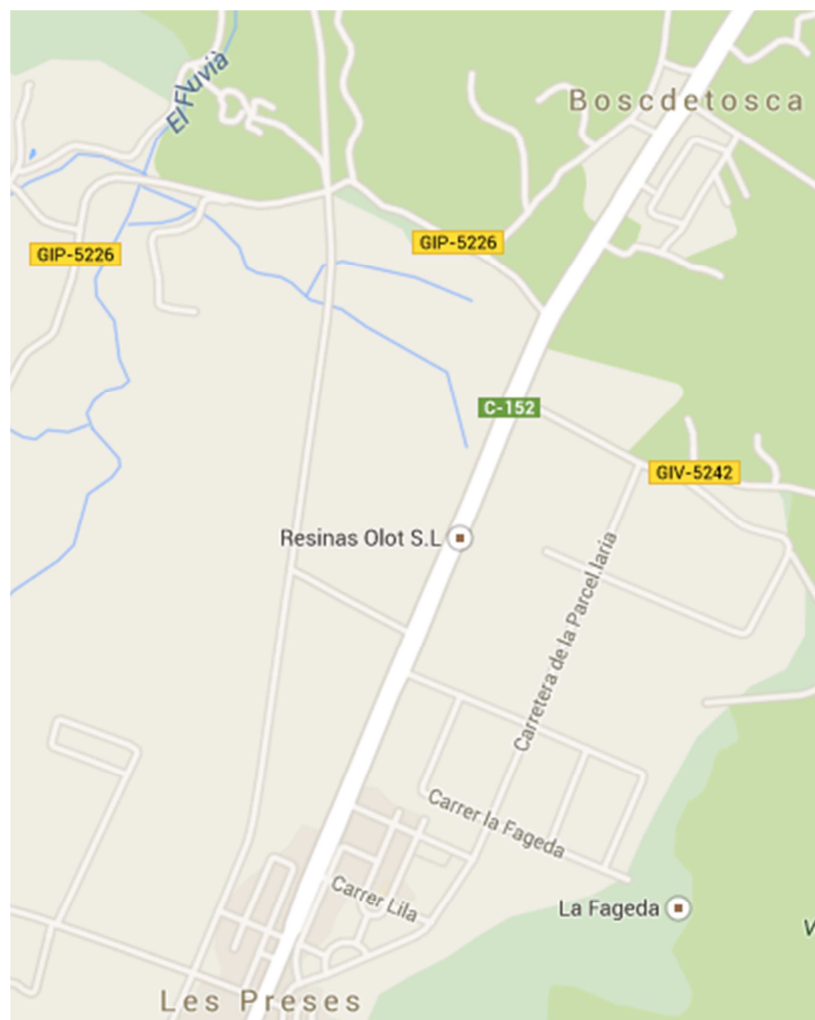 El Fluvià
Boscdetosca
GIP-5226
GIP-5226
C-152
GIV-5242
Resinas Olot S.L
Carretera de la Parcel.laria
Carrer la Fageda
Carrer Lila
La Fageda
V
Les Preses